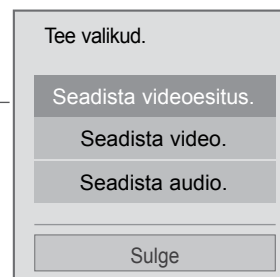 Tee valikud.
Seadista videoesitus.
Seadista video.
Seadista audio.
Sulge